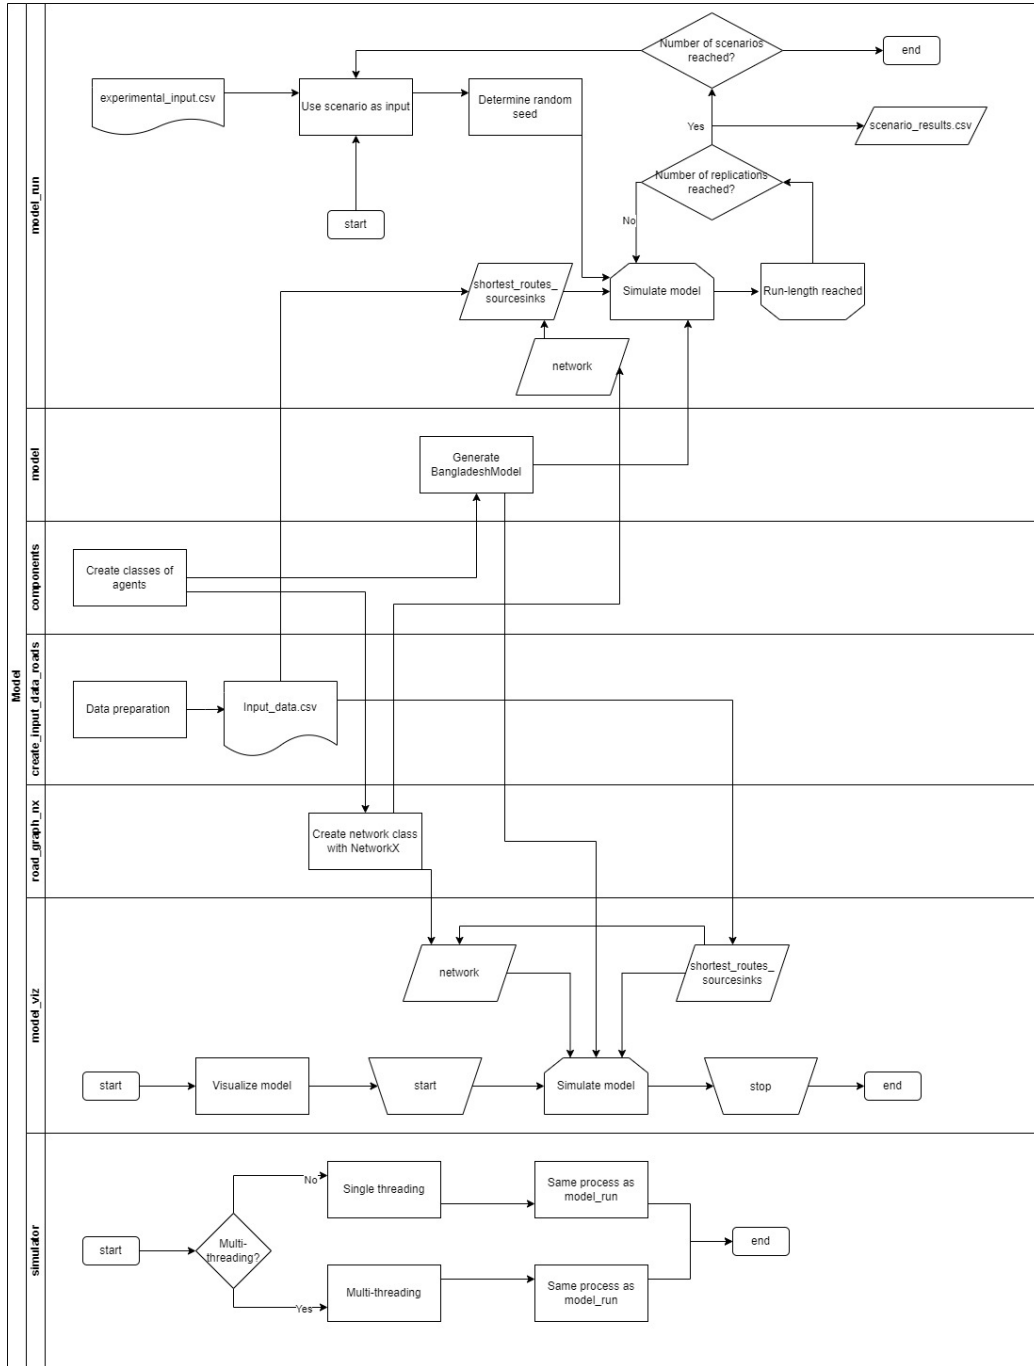 Model
model_run
Number of scenarios
reached?
end
experimental_input.csv
Use scenario as input
Determine random
seed
Yes
scenario_results.csv
Number of replications
reached?
start
No
shortest_routes_
sourcesinks
Simulate model
Run-length reached
network
model
Generate
BangladeshModel
components
Create classes of
agents
create_input_data_roads
Data preparation
Input_data.csv
road_graph_nx
Create network class
with NetworkX
model_viz
network
shortest_routes_
sourcesinks
start
Visualize model
start
Simulate model
stop
end
simulator
No
Single threading
Same process as
model_run
start
Multi-
threading?
end
Yes
Multi-threading
Same process as
model_run